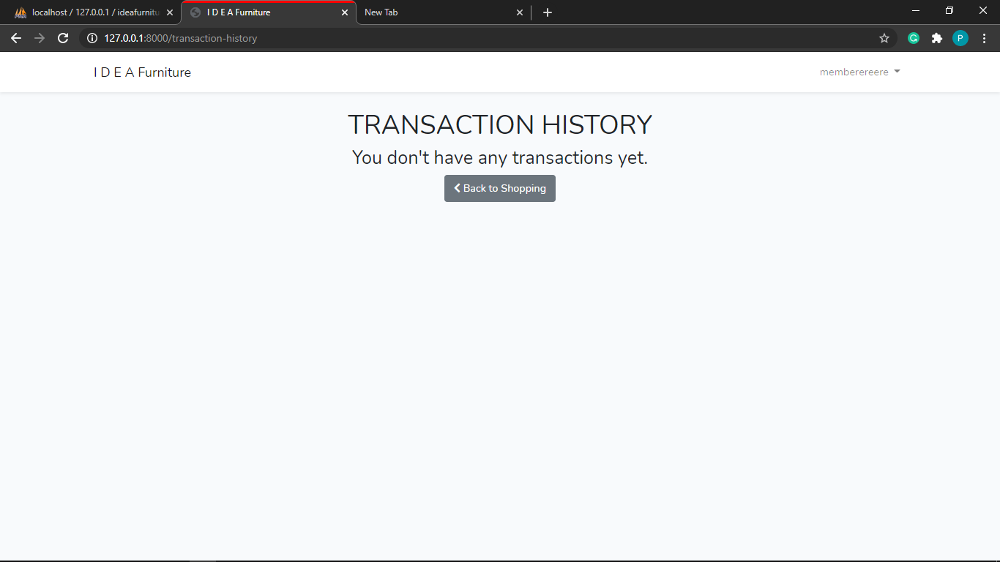 localhost / 127.0.0.1 / ideafurnitu
I D E A Furniture
New Tab
127.0.0.1:8000/transaction-history
P
I D E A Furniture
memberereere
TRANSACTION HISTORY
You don't have any transactions yet.
Back to Shopping